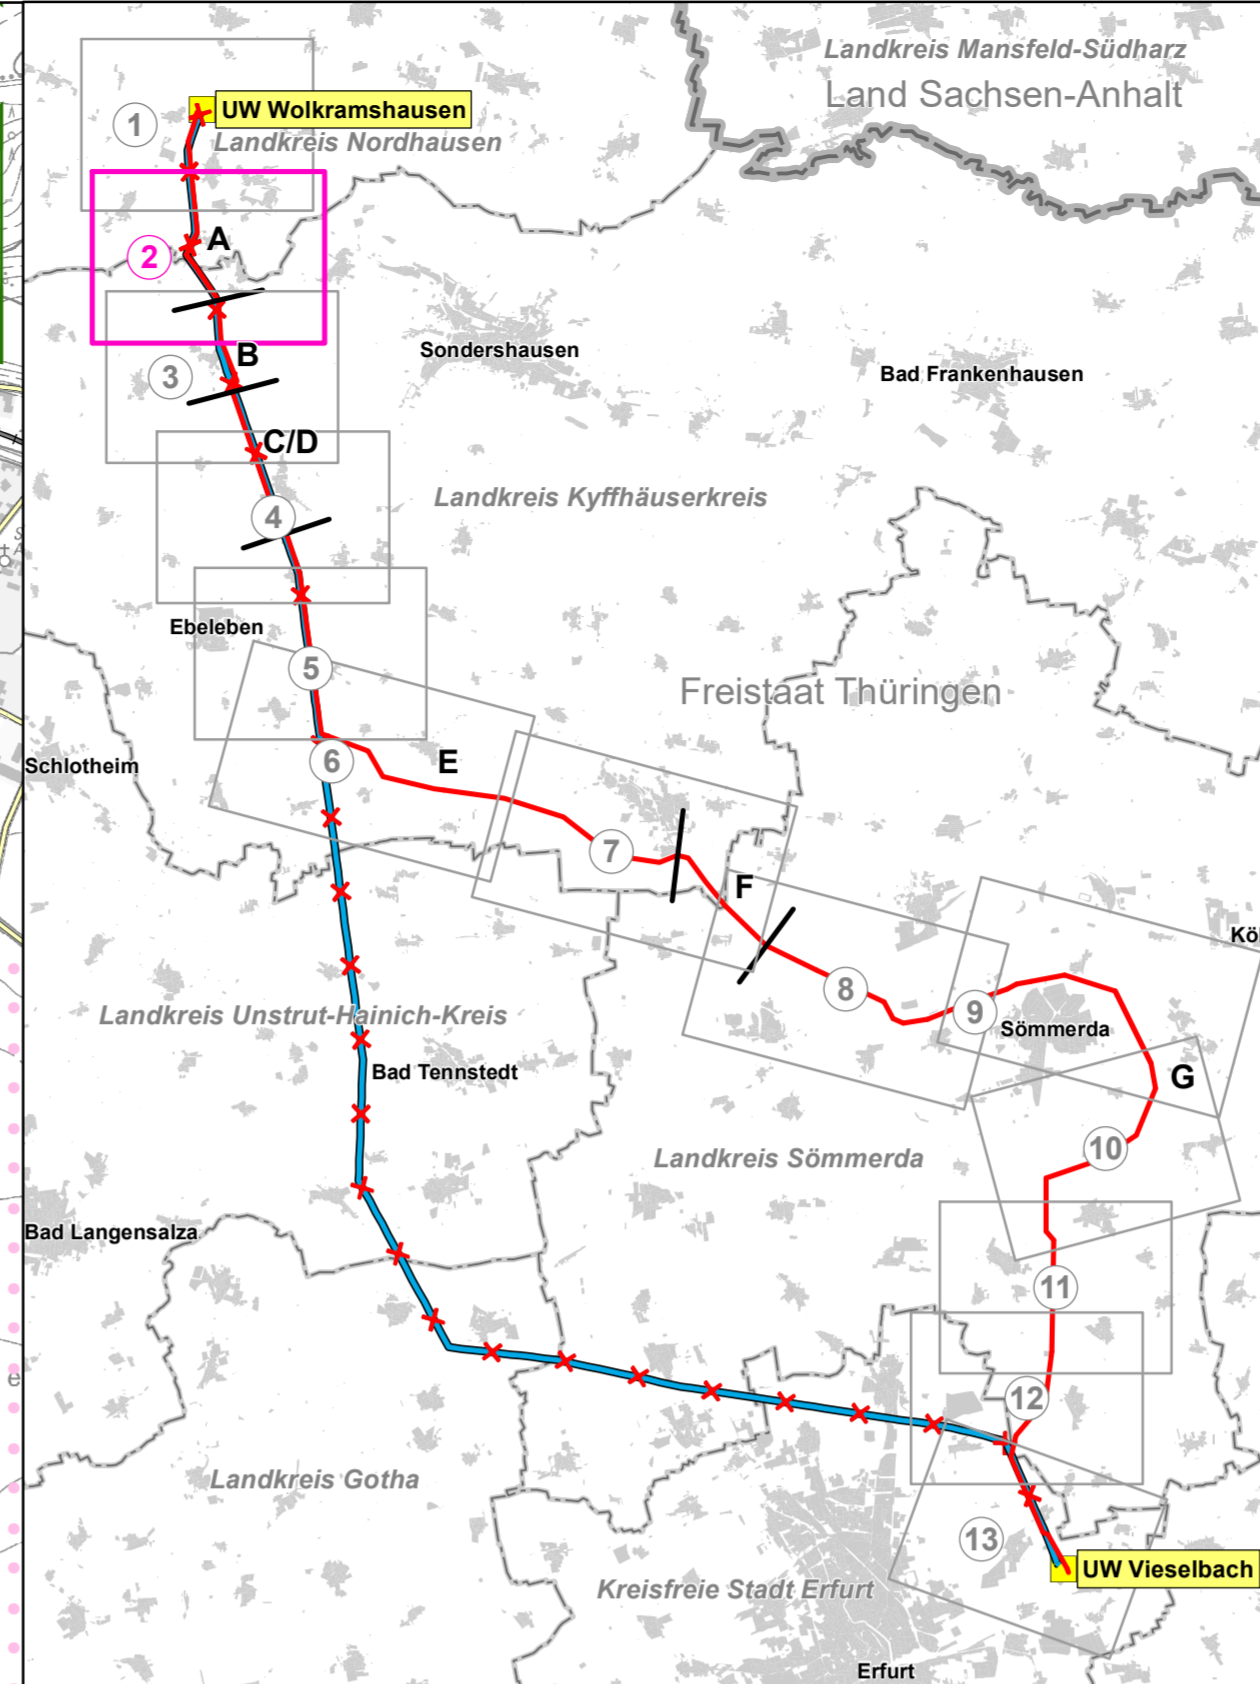 Landkreis Mansfeld-Südharz
Land Sachsen-Anhalt
UW Wolkramshausen
1
Landkreis Nordhausen
A
2
Sondershausen
B
Bad Frankenhausen
3
C/D
Landkreis Kyffhäuserkreis
4
Ebeleben
5
Freistaat Thüringen
Schlotheim
6
E
7
F
Kö
8
9
Landkreis Unstrut-Hainich-Kreis
Sömmerda
Bad Tennstedt
G
10
Landkreis Sömmerda
Bad Langensalza
11
e
12
Landkreis Gotha
13
UW Vieselbach
Kreisfreie Stadt Erfurt
Erfurt